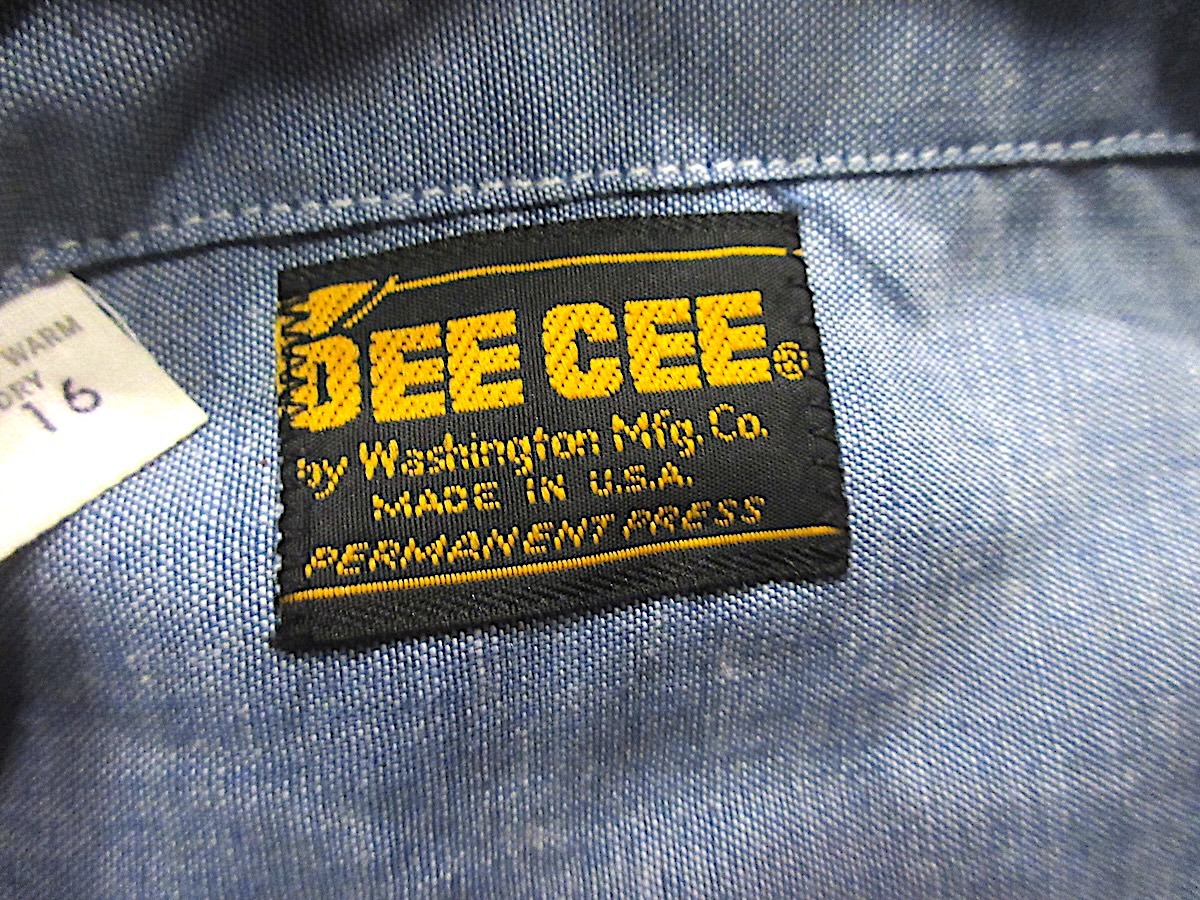 WARM
DRY
16
DEE CEE®
by Washington Mfg. Co.
MADE IN U.S.A.
PERMANENT PRESS